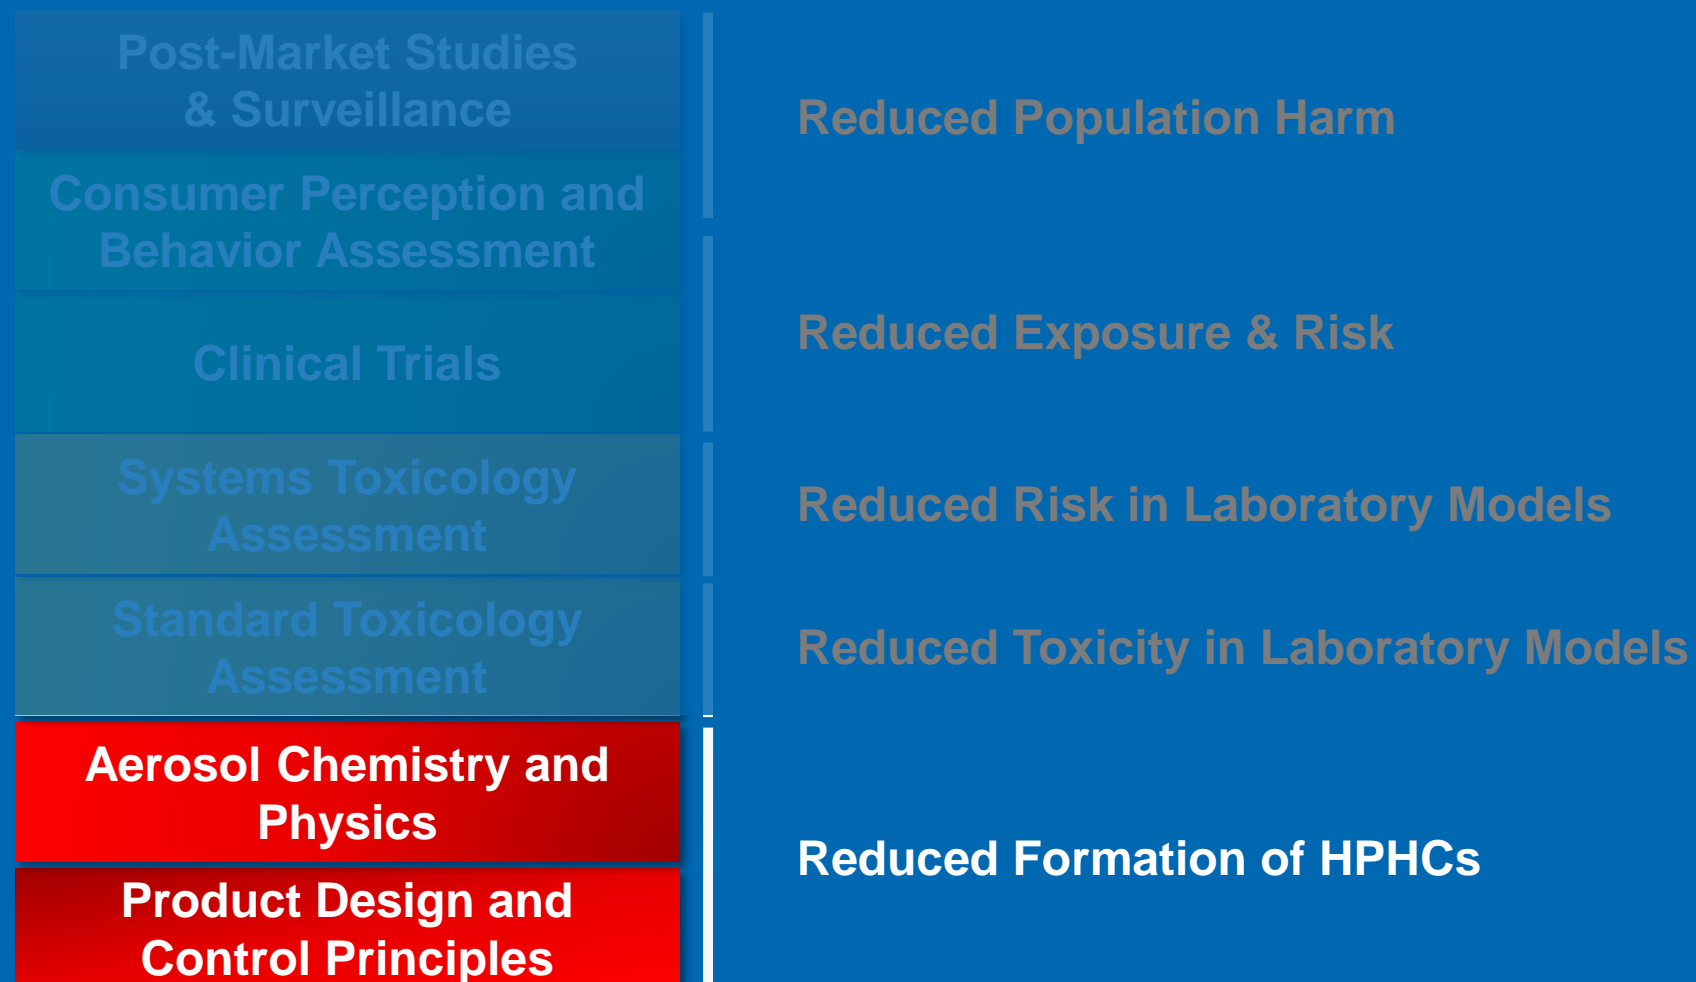 Post-Market Studies
& Surveillance
Reduced Population Harm
Consumer Perception and
Behavior Assessment
Reduced Exposure & Risk
Clinical Trials
Systems Toxicology
Assessment
Reduced Risk in Laboratory Models
Standard Toxicology
Assessment
Reduced Toxicity in Laboratory Models
Aerosol Chemistry and
Physics
Reduced Formation of HPHCs
Product Design and
Control Principles